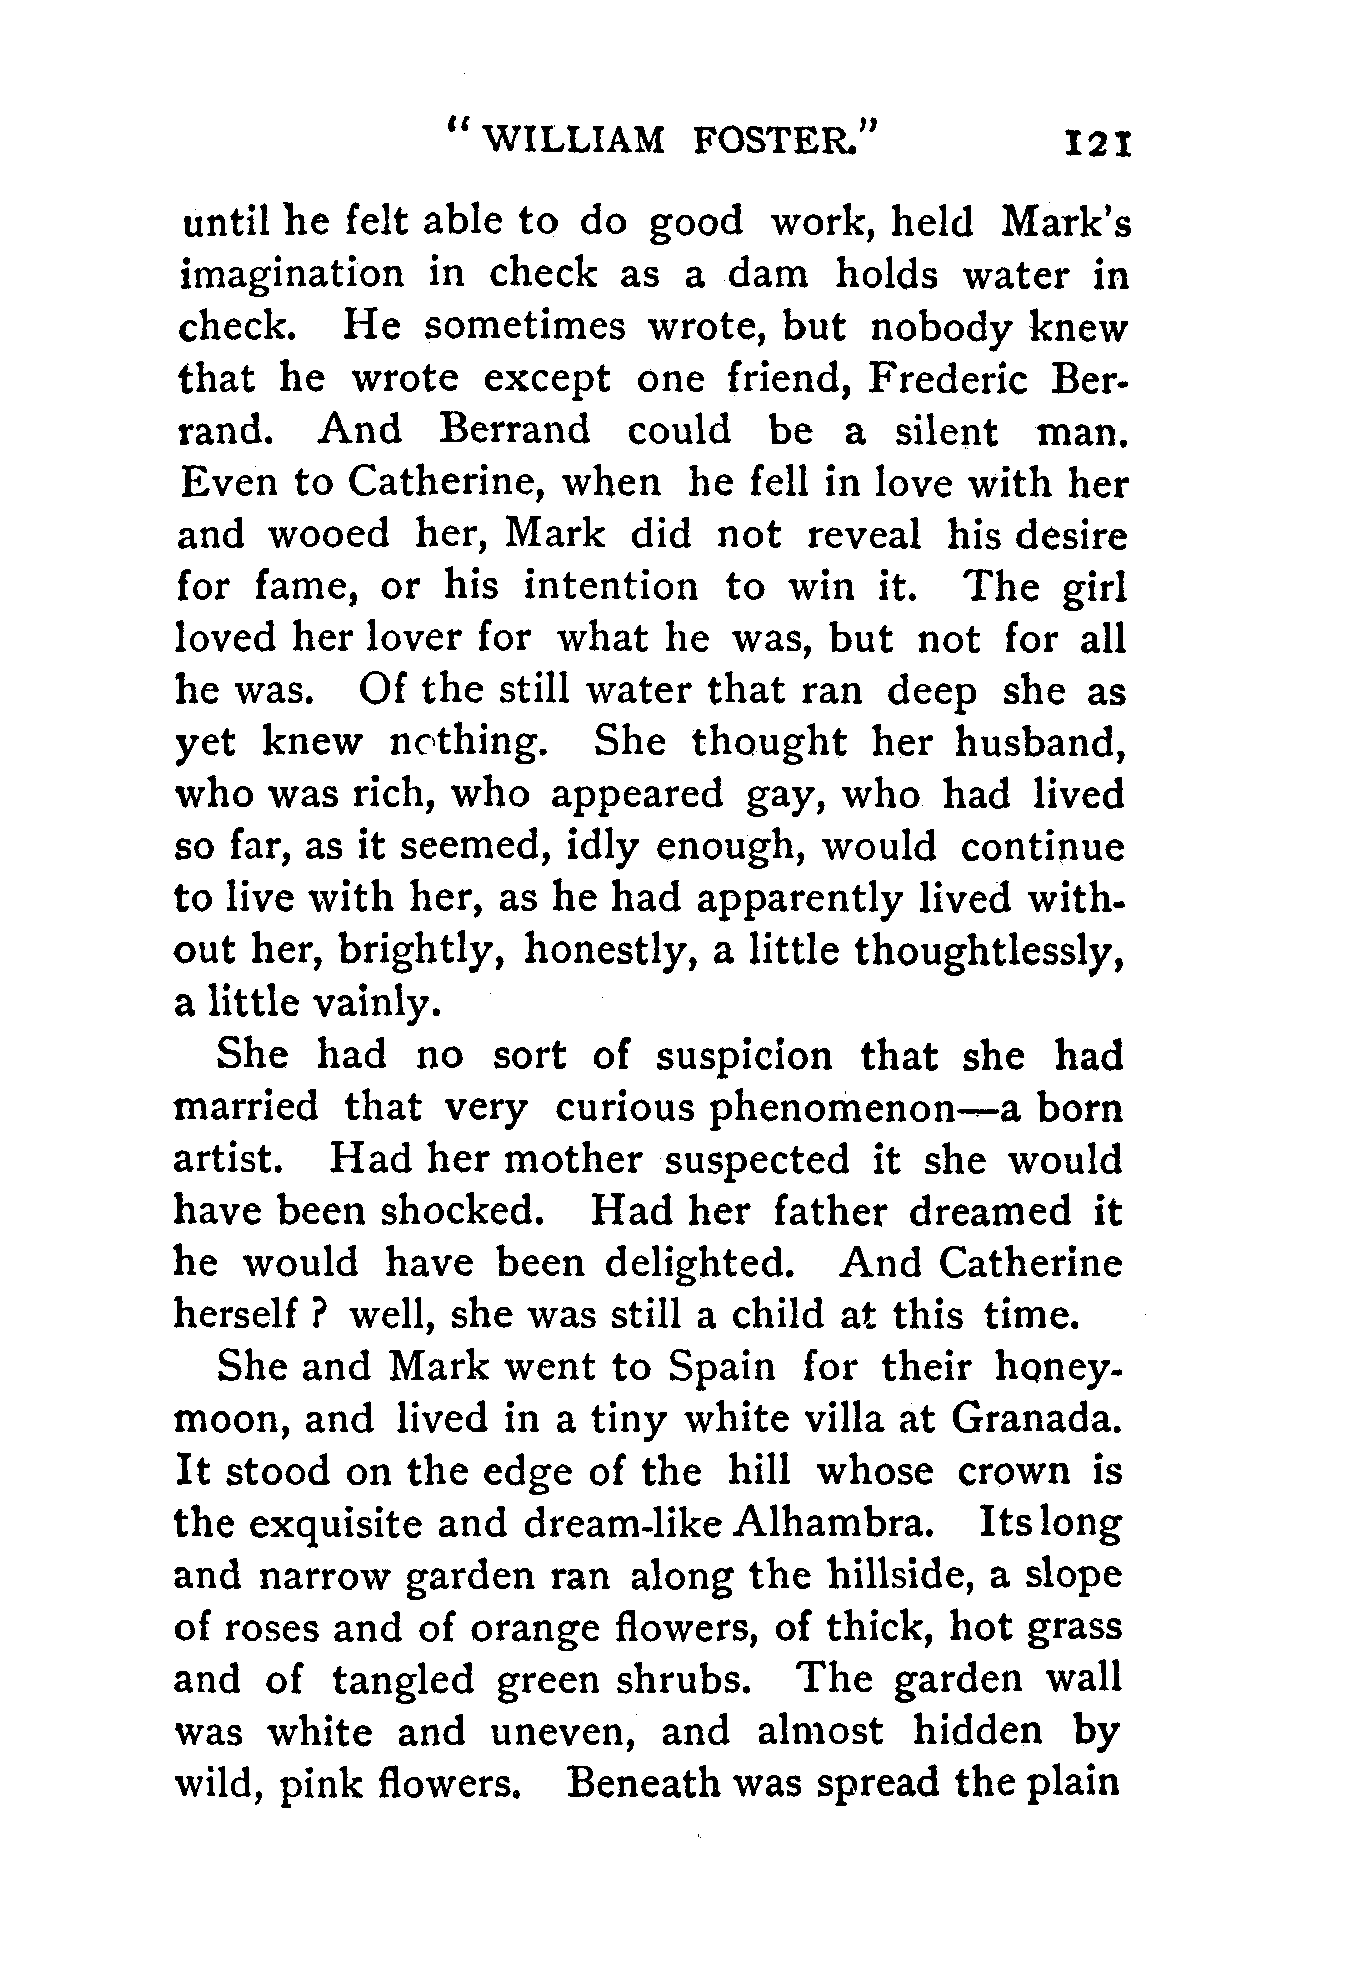 “ WILLIAM FOSTER.” 121
until he felt able to do good work, held Mark's
imagination in check as a dam holds water in
check. He sometimes wrote, but nobody knew
that he wrote except one friend, Frederic Ber-
rand. And Berrand could be a silent man.
Even to Catherine, when he fell in love with her
and wooed her, Mark did not reveal his desire
for fame, or his intention to win it. The girl
loved her lover for what he was, but not for all
he was. Of the still water that ran deep she as
yet knew nothing. She thought her husband,
who was rich, who appeared gay, who had lived
so far, as it seemed, idly enough, would continue
to live with her, as he had apparently lived with-
out her, brightly, honestly, a little thoughtlessly,
a little vainly.
She had no sort of suspicion that she had
married that very curious phenomenon—a born
artist. Had her mother suspected it she would
have been shocked. Had her father dreamed it
he would have been delighted. And Catherine
herself ? well, she was still a child at this time.
She and Mark went to Spain for their honey-
moon, and lived in a tiny white villa at Granada.
It stood on the edge of the hill whose crown is
the exquisite and dream-like Alhambra. Its long
and narrow garden ran along the hillside, a slope
of roses and of orange flowers, of thick, hot grass
and of tangled green shrubs. The garden wall
was white and uneven, and almost hidden by
wild, pink flowers. Beneath was spread the plain